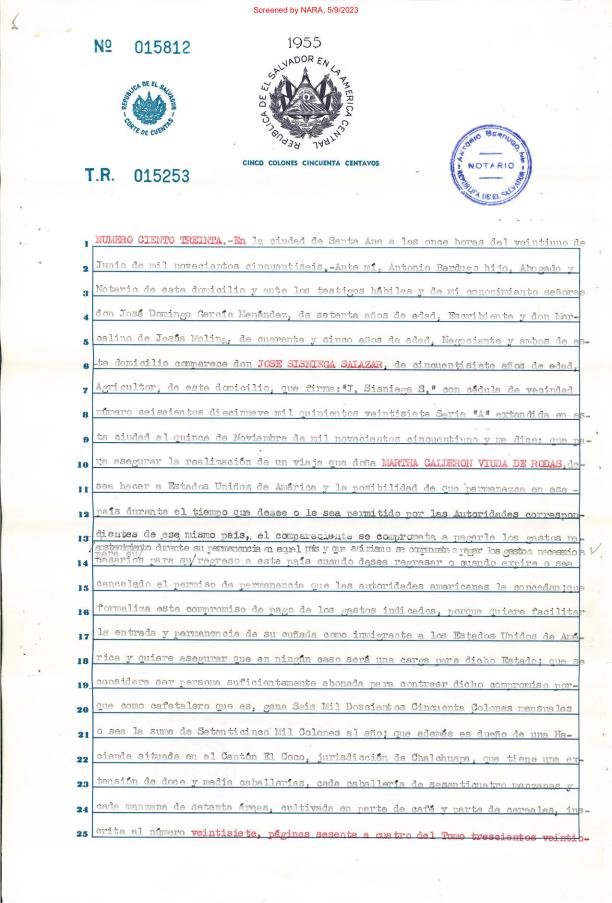 Screened by NARA, 5/9/2023
Nº 015812
1955
REPUBLICA DE EL SALVADOR EN LA AMERICA CENTRAL
REPUBLICA DE EL SALVADOR
CORTE DE CUENTAS
CINCO COLONES CINCUENTA CENTAVOS
T.R. 015253
ANTONIO BERDUGO, h.
NOTARIO
REPUBLICA DE EL SALVADOR
1 NUMERO CIENTO TREINTA.-En la ciudad de Santa Ana a las once horas del veintiuno de
2 Junio de mil novecientos cincuentiseis.-Ante mí, Antonio Berdugo hijo, Abogado y
3 Notario de este domicilio y ante los testigos hábiles y de mi conocimiento señores
4 don José Domingo García Menéndez, de setenta años de edad, Escribiente y don Mar-
5 celino de Jesús Molina, de cuarenta y cinco años de edad, Negociante y ambos de es-
6 te domicilio comparece don JOSE SISNIEGA SALAZAR, de cincuentisiete años de edad,
7 Agricultor, de este domicilio, que firma:"J. Sisniega S." con cédula de vecindad
8 número seiscientos diecinueve mil quinientos veintisiete Serie "A" extendida en es-
9 ta ciudad el quince de Noviembre de mil novecientos cincuentiuno y me dice: que pa-
10 ra asegurar la realización de un viaje que doña MARTHA CALDERON VIUDA DE RODAS, de-
11 sea hacer a Estados Unidos de América y la posibilidad de que permanezca en ese -
12 país durante el tiempo que desee o le sea permitido por las Autoridades correspon-
13 dientes de ese mismo país, el compareciente se compromete a pagarle los gastos ne-
sostenimiento durante su permanencia en aquel país y que asimismo se compromete a pagar los gastos necesarios
para su/
14 cesarios para su/regreso a este país cuando desee regresar o cuando expire o sea
15 cancelado el permiso de permanencia que las autoridades americanas le concedan;que
16 formaliza este compromiso de pago de los gastos indicados, porque quiere facilitar
17 la entrada y permanencia de su cuñada como inmigrante a los Estados Unidos de Amé-
18 rica y quiere asegurar que en ningún caso será una carga para dicho Estado; que se
19 considera ser persona suficientemente abonada para contraer dicho compromiso por-
20 que como cafetalero que es, gana Seis Mil Doscientos Cincuenta Colones mensuales
21 o sea la suma de Setenticinco Mil Colones al año; que además es dueño de una Ha-
22 cienda situada en el Cantón El Coco, jurisdicción de Chalchuapa, que tiene una ex-
23 tensión de doce y media caballerías, cada caballería de sesenticuatro manzanas y
24 cada manzana de setenta áreas, cultivada en parte de café y parte de cereales, ins-
25 crita al número veintisiete, páginas sesenta a cuatro del Tomo trescientos veintic-